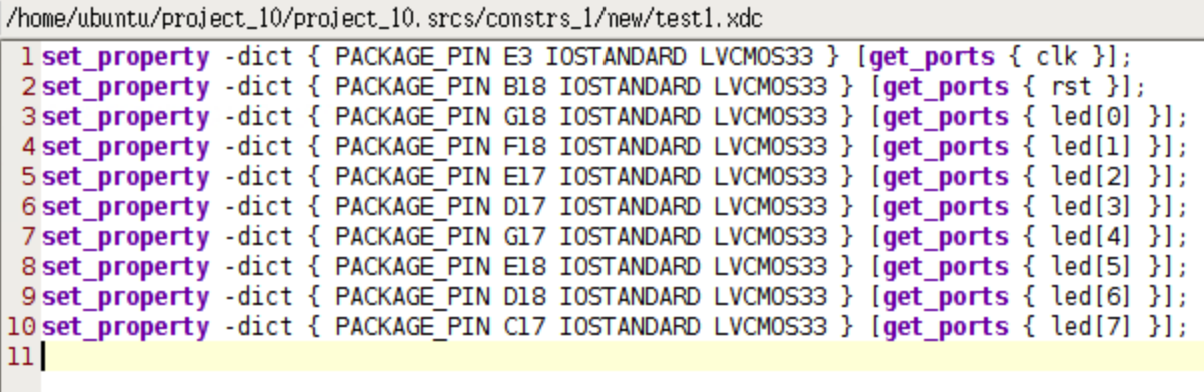 /home/ubuntu/project_10/project_10.srcs/constrs_1/new/test1.xdc
1 set_property -dict { PACKAGE_PIN E3 IOSTANDARD LVCMOS33 } [get_ports { clk }];
2 set_property -dict { PACKAGE_PIN B18 IOSTANDARD LVCMOS33 } [get_ports { rst }];
3 set_property -dict { PACKAGE_PIN G18 IOSTANDARD LVCMOS33 } [get_ports { led[0] }];
4 set_property -dict { PACKAGE_PIN F18 IOSTANDARD LVCMOS33 } [get_ports { led[1] }];
5 set_property -dict { PACKAGE_PIN E17 IOSTANDARD LVCMOS33 } [get_ports { led[2] }];
6 set_property -dict { PACKAGE_PIN D17 IOSTANDARD LVCMOS33 } [get_ports { led[3] }];
7 set_property -dict { PACKAGE_PIN G17 IOSTANDARD LVCMOS33 } [get_ports { led[4] }];
8 set_property -dict { PACKAGE_PIN E18 IOSTANDARD LVCMOS33 } [get_ports { led[5] }];
9 set_property -dict { PACKAGE_PIN D18 IOSTANDARD LVCMOS33 } [get_ports { led[6] }];
10 set_property -dict { PACKAGE_PIN C17 IOSTANDARD LVCMOS33 } [get_ports { led[7] }];
11